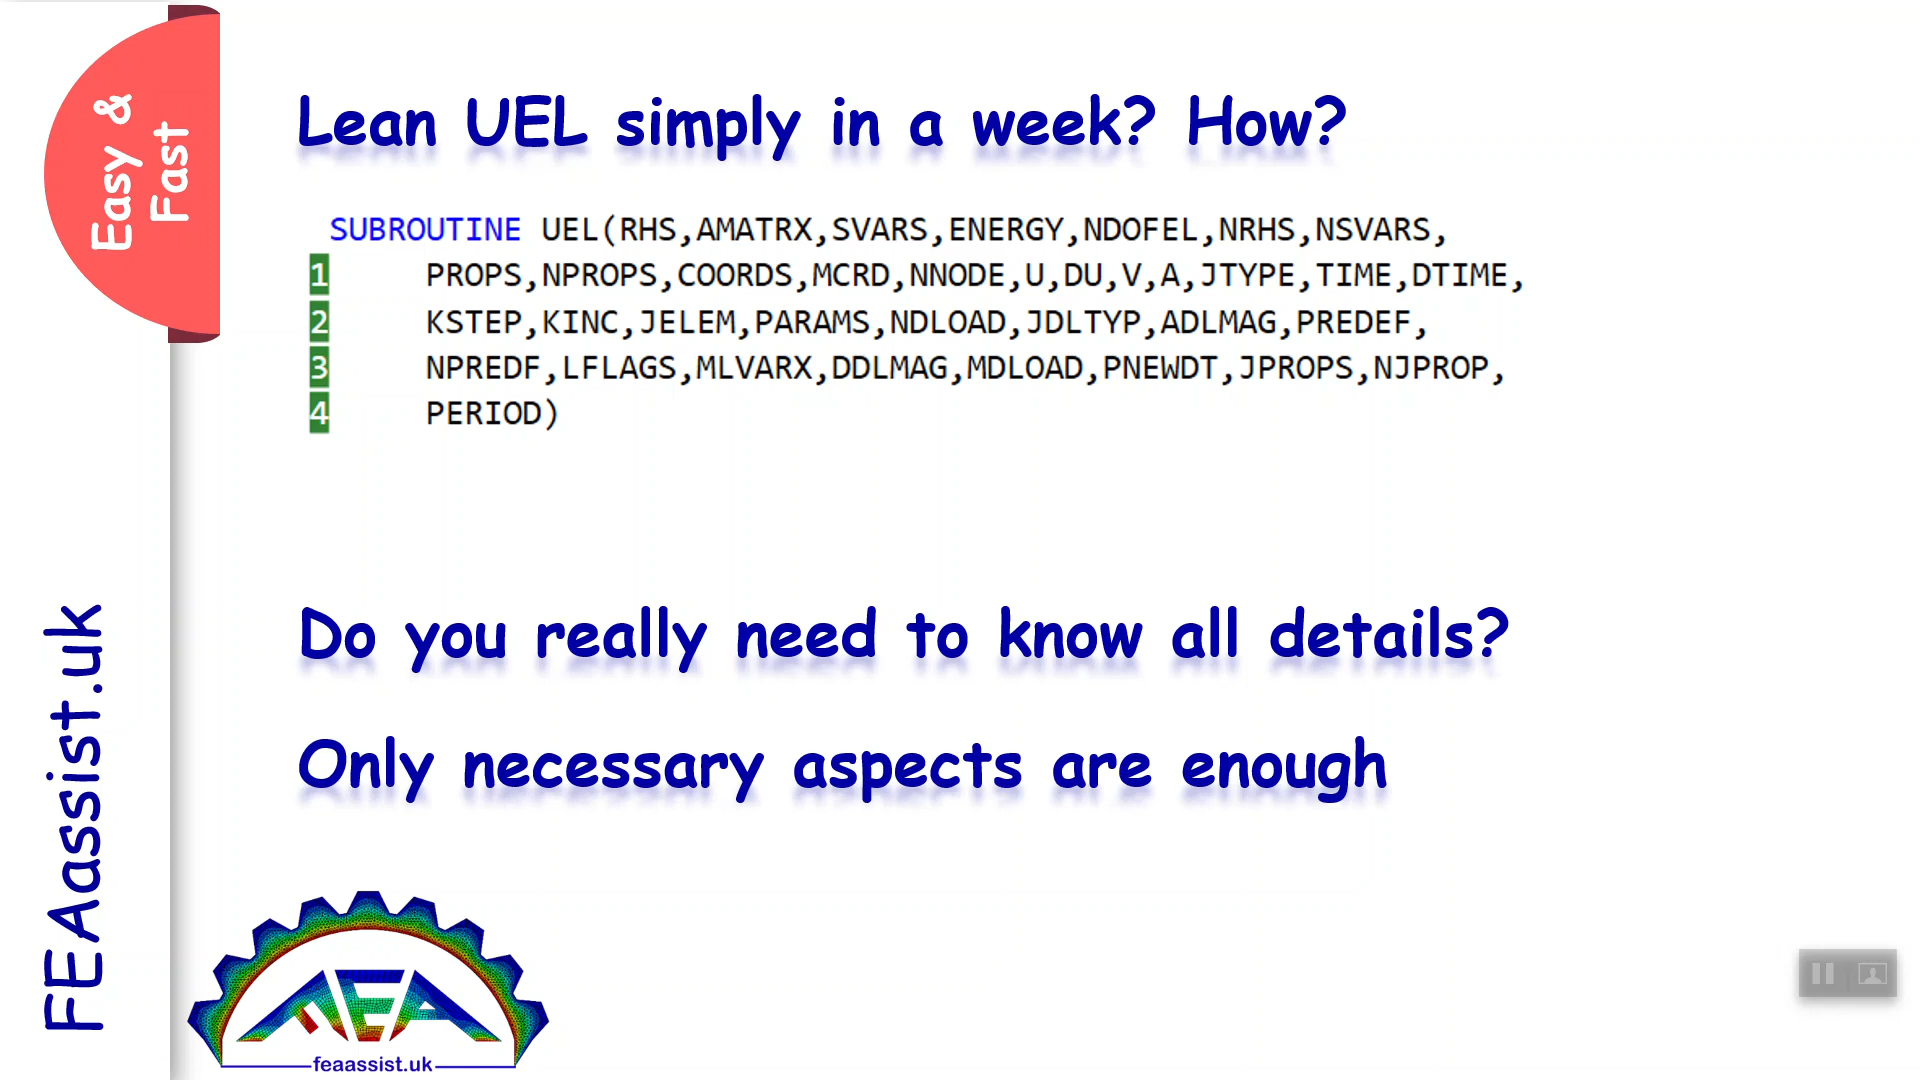 Easy &
Fast
Lean UEL simply in a week? How?
SUBROUTINE UEL(RHS,AMATRX,SVARS,ENERGY,NDOFEL,NRHS,NSVARS,
1 PROPS,NPROPS,COORDS,MCRD,NNODE,U,DU,V,A,JTYPE,TIME,DTIME,
2 KSTEP,KINC,JELEM,PARAMS,NDLOAD,JDLTYP,ADLMAG,PREDEF,
3 NPREDF,LFLAGS,MLVARX,DDLMAG,MDLOAD,PNEWDT,JPROPS,NJPROP,
4 PERIOD)
Do you really need to know all details?
Only necessary aspects are enough
FEAassist.uk
FEA
feaassist.uk